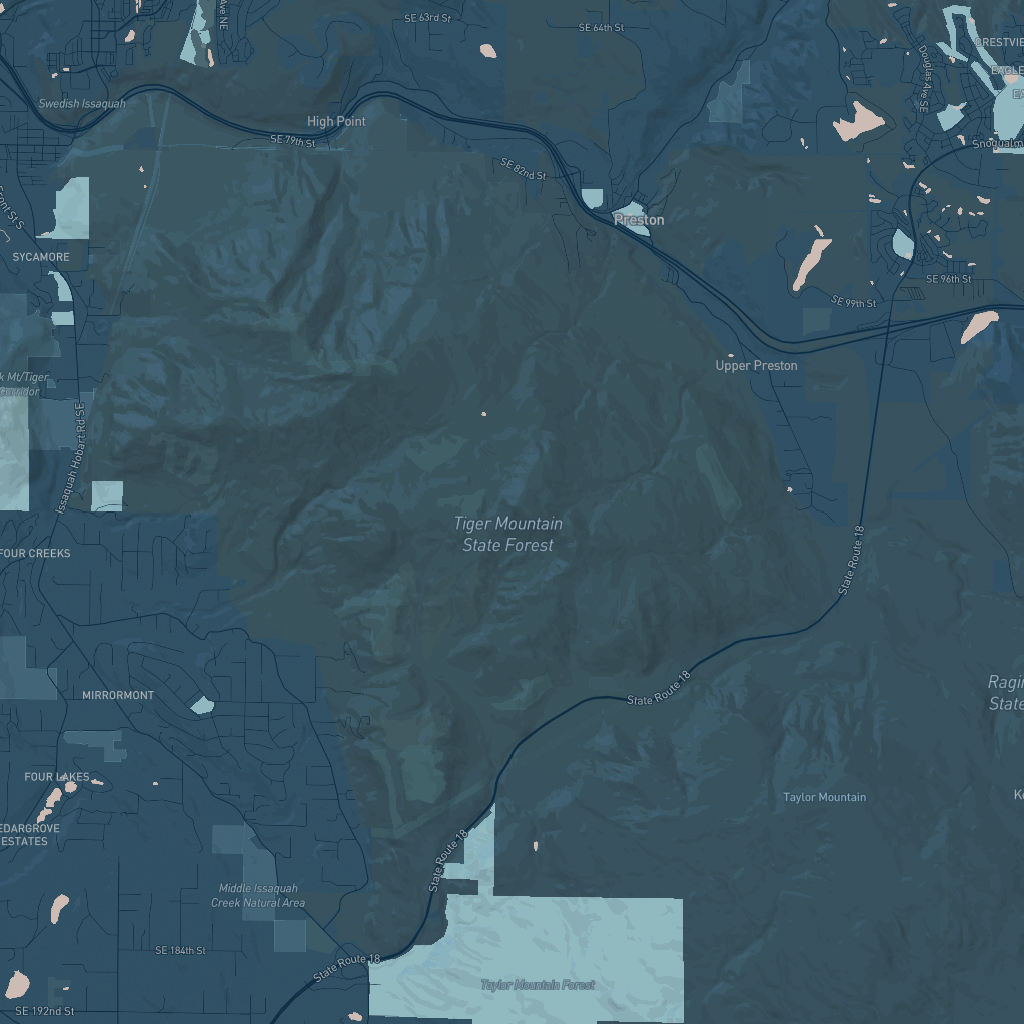 SE 63rd St
SE 64th St
Ave NE
CRESTVIE
EAGLE
EA
Douglas Ave SE
Swedish Issaquah
High Point
SE 79th St
SE 82nd St
Snoqualm
Front St S
Preston
SYCAMORE
SE 96th St
SE 99th St
Upper Preston
k Mt/Tiger
Corridor
Issaquah Hobart Rd SE
Tiger Mountain
State Forest
FOUR CREEKS
State Route 18
State Route 18
Ragin
State
MIRRORMONT
FOUR LAKES
Taylor Mountain
Ke
EDARGROVE
ESTATES
State Route 18
Middle Issaquah
Creek Natural Area
SE 184th St
State Route 18
Taylor Mountain Forest
SE 192nd St